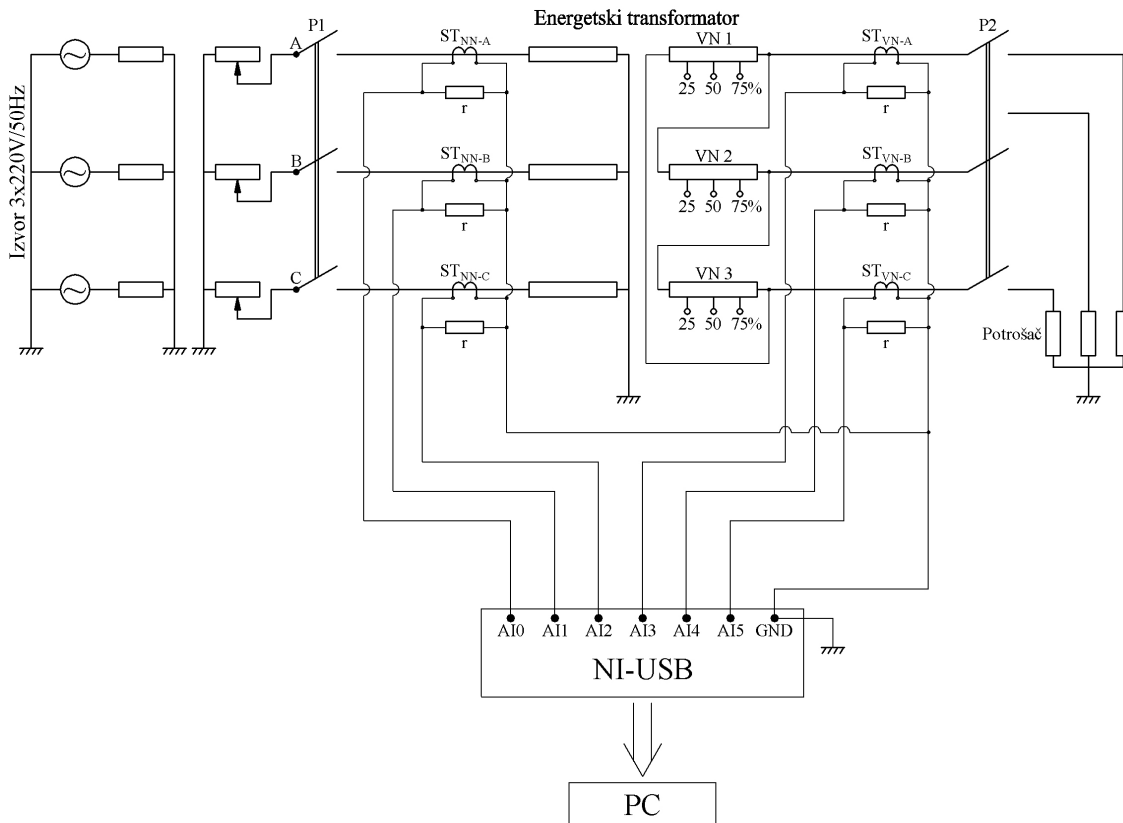 Energetski transformator
Izvor 3x220V/50Hz
P1
P2
A
B
C
ST_NN-A
r
ST_NN-B
r
ST_NN-C
r
VN 1
25 50 75%
VN 2
25 50 75%
VN 3
25 50 75%
ST_VN-A
r
ST_VN-B
r
ST_VN-C
r
Potrošač
AI0 AI1 AI2 AI3 AI4 AI5 GND
NI-USB
PC